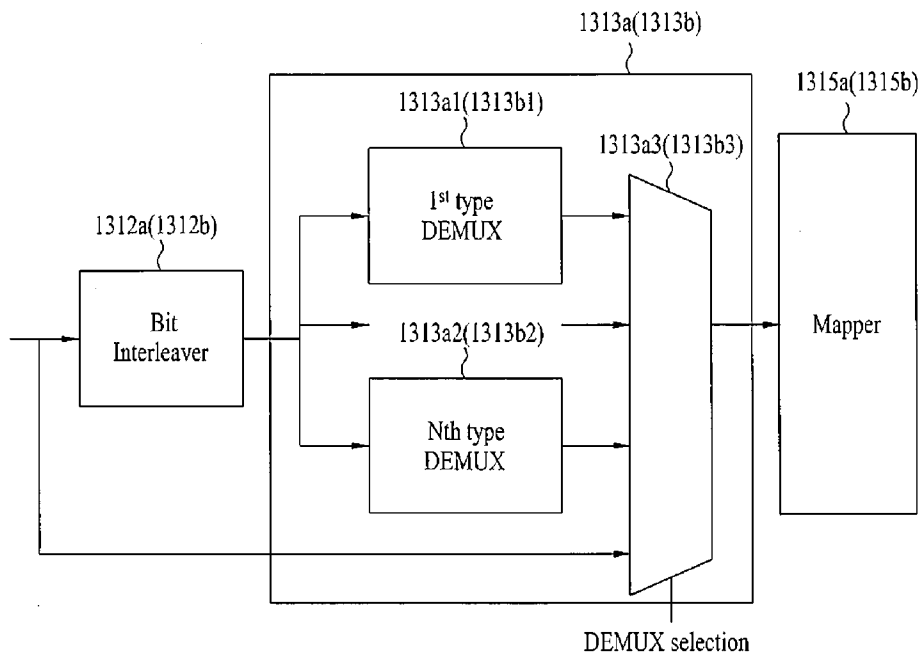 1313a(1313b)
1315a(1315b)
1313a1(1313b1)
1313a3(1313b3)
1st type
DEMUX
1312a(1312b)
Bit
Interleaver
1313a2(1313b2)
Mapper
Nth type
DEMUX
DEMUX selection